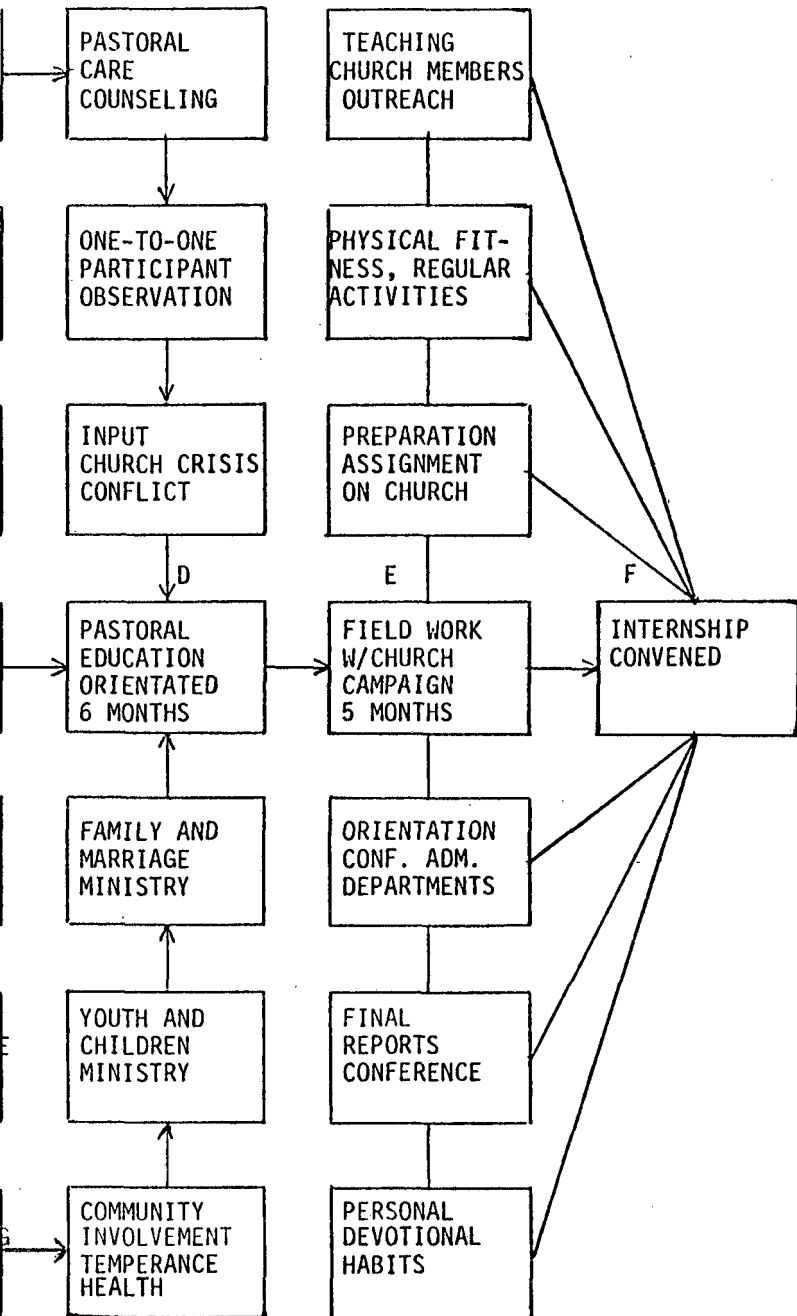 PASTORAL
CARE
COUNSELING
TEACHING
CHURCH MEMBERS
OUTREACH
ONE-TO-ONE
PARTICIPANT
OBSERVATION
PHYSICAL FIT-
NESS, REGULAR
ACTIVITIES
INPUT
CHURCH CRISIS
CONFLICT
PREPARATION
ASSIGNMENT
ON CHURCH
D
E
F
PASTORAL
EDUCATION
ORIENTATED
6 MONTHS
FIELD WORK
W/CHURCH
CAMPAIGN
5 MONTHS
INTERNSHIP
CONVENED
FAMILY AND
MARRIAGE
MINISTRY
ORIENTATION
CONF. ADM.
DEPARTMENTS
E
YOUTH AND
CHILDREN
MINISTRY
FINAL
REPORTS
CONFERENCE
G
COMMUNITY
INVOLVEMENT
TEMPERANCE
HEALTH
PERSONAL
DEVOTIONAL
HABITS